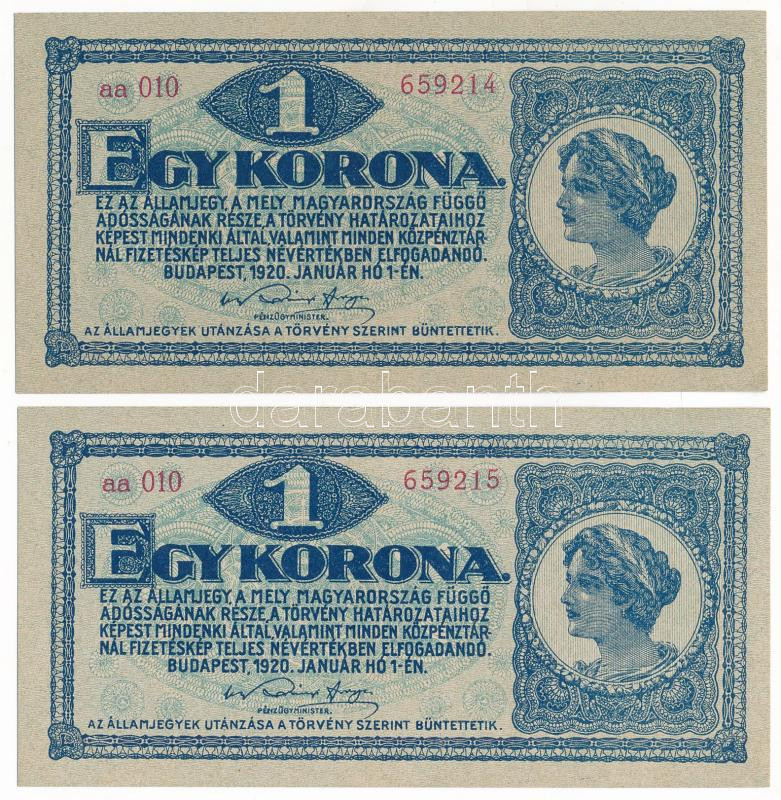 aa 010 1 659214
EGY KORONA.
EZ AZ ÁLLAMJEGY, A MELY MAGYARORSZÁG FÜGGŐ
ADÓSSÁGÁNAK RÉSZE, A TÖRVÉNY HATÁROZATAIHOZ
KÉPEST MINDENKI ÁLTAL, VALAMINT MINDEN KÖZPÉNZTÁR-
NÁL FIZETÉSKÉP TELJES NÉVÉRTÉKBEN ELFOGADANDÓ.
BUDAPEST, 1920. JANUÁR HÓ 1-ÉN.
PÉNZÜGYMINISTER.
AZ ÁLLAMJEGYEK UTÁNZÁSA A TÖRVÉNY SZERINT BÜNTETTETIK.
darabanth
aa 010 1 659215
EGY KORONA.
EZ AZ ÁLLAMJEGY, A MELY MAGYARORSZÁG FÜGGŐ
ADÓSSÁGÁNAK RÉSZE, A TÖRVÉNY HATÁROZATAIHOZ
KÉPEST MINDENKI ÁLTAL, VALAMINT MINDEN KÖZPÉNZTÁR-
NÁL FIZETÉSKÉP TELJES NÉVÉRTÉKBEN ELFOGADANDÓ.
BUDAPEST, 1920. JANUÁR HÓ 1-ÉN.
PÉNZÜGYMINISTER.
AZ ÁLLAMJEGYEK UTÁNZÁSA A TÖRVÉNY SZERINT BÜNTETTETIK.